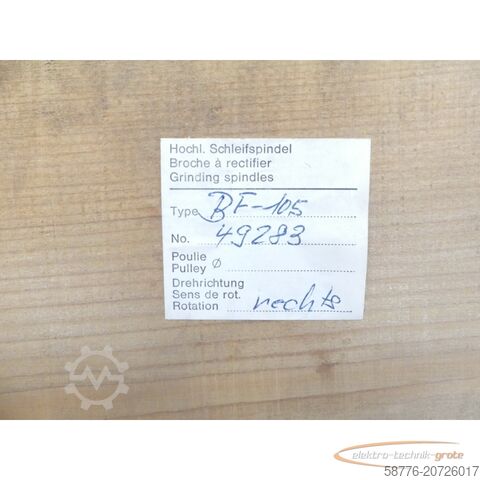 Hochl. Schleifspindel
Broche à rectifier
Grinding spindles
Type BF-105
No. 49283
Poulie
Pulley ∅
Drehrichtung
Sens de rot.
Rotation rechts
elektro-technik-grote
58776-20726017